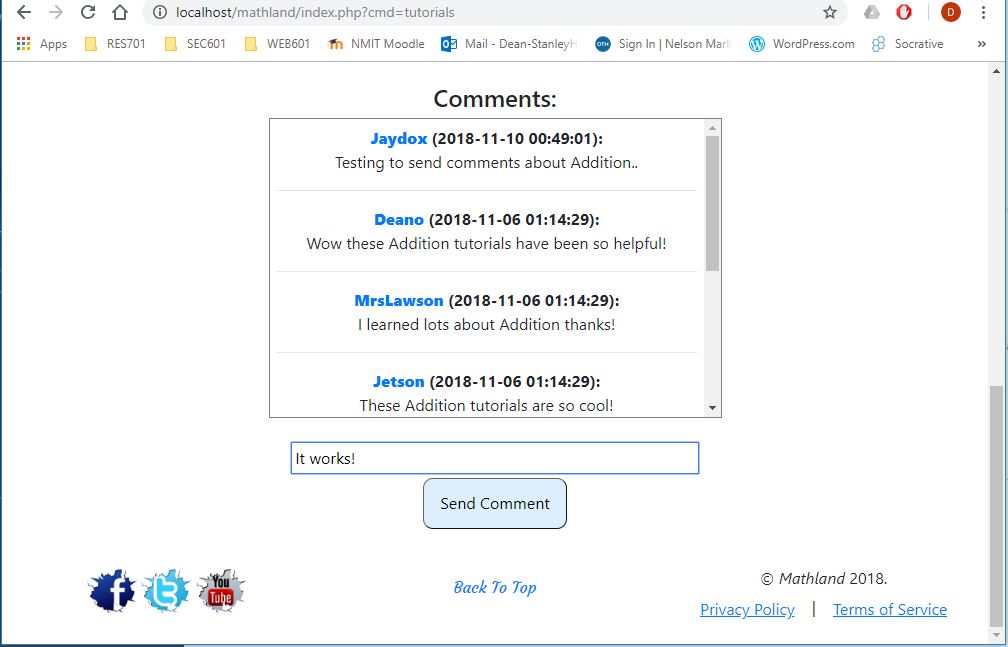 localhost/mathland/index.php?cmd=tutorials
D
Apps RES701 SEC601 WEB601 NMIT Moodle Mail - Dean-Stanley OTH Sign In | Nelson Marl WordPress.com Socrative »
Comments:
Jaydox (2018-11-10 00:49:01):
Testing to send comments about Addition..
Deano (2018-11-06 01:14:29):
Wow these Addition tutorials have been so helpful!
MrsLawson (2018-11-06 01:14:29):
I learned lots about Addition thanks!
Jetson (2018-11-06 01:14:29):
These Addition tutorials are so cool!
It works!
Send Comment
You
Tube
Back To Top
© Mathland 2018.
Privacy Policy | Terms of Service